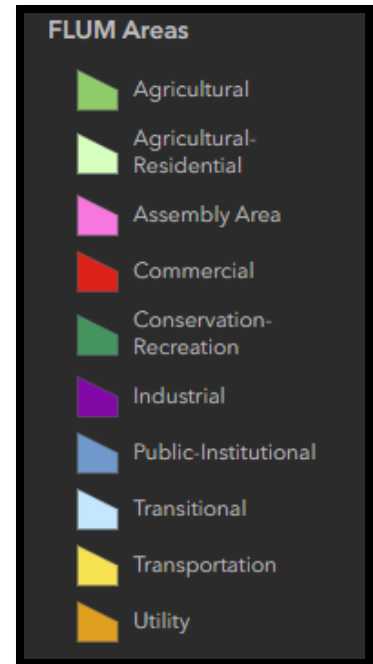 FLUM Areas
Agricultural
Agricultural-
Residential
Assembly Area
Commercial
Conservation-
Recreation
Industrial
Public-Institutional
Transitional
Transportation
Utility